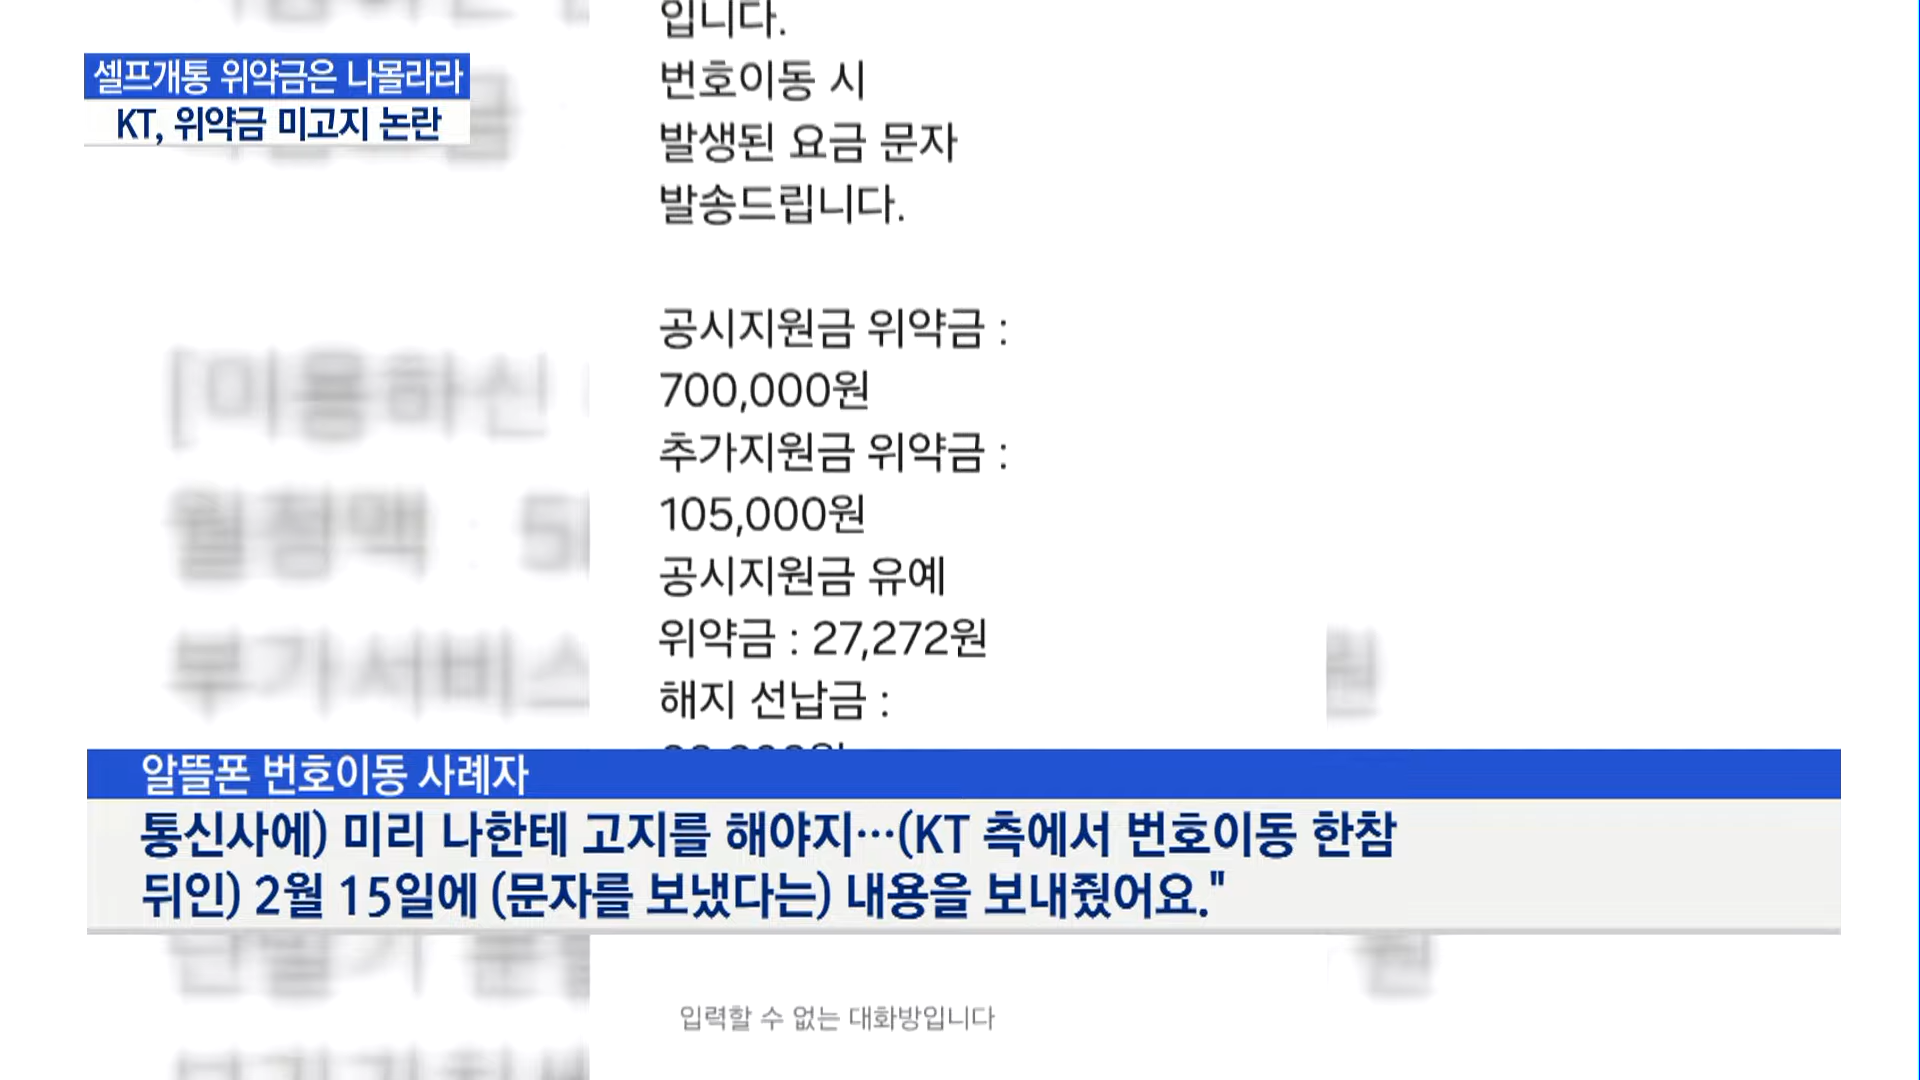 셀프개통 위약금은 나몰라라
KT, 위약금 미고지 논란
입니다.
번호이동 시
발생된 요금 문자
발송드립니다.
공시지원금 위약금 :
700,000원
추가지원금 위약금 :
105,000원
공시지원금 유예
위약금 : 27,272원
해지 선납금 :
알뜰폰 번호이동 사례자
통신사에) 미리 나한테 고지를 해야지…(KT 측에서 번호이동 한참
뒤인) 2월 15일에 (문자를 보냈다는) 내용을 보내줬어요."
입력할 수 없는 대화방입니다